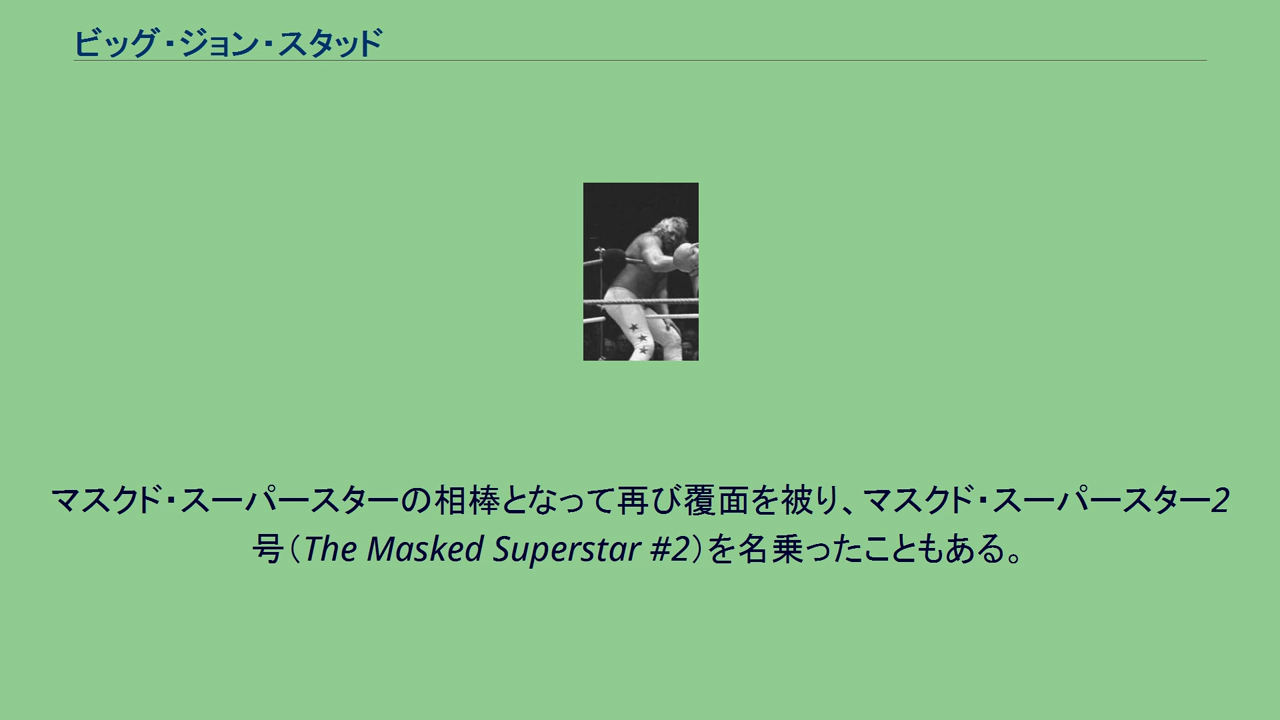 ビッグ・ジョン・スタッド
マスクド・スーパースターの相棒となって再び覆面を被り、マスクド・スーパースター2
号（The Masked Superstar #2）を名乗ったこともある。